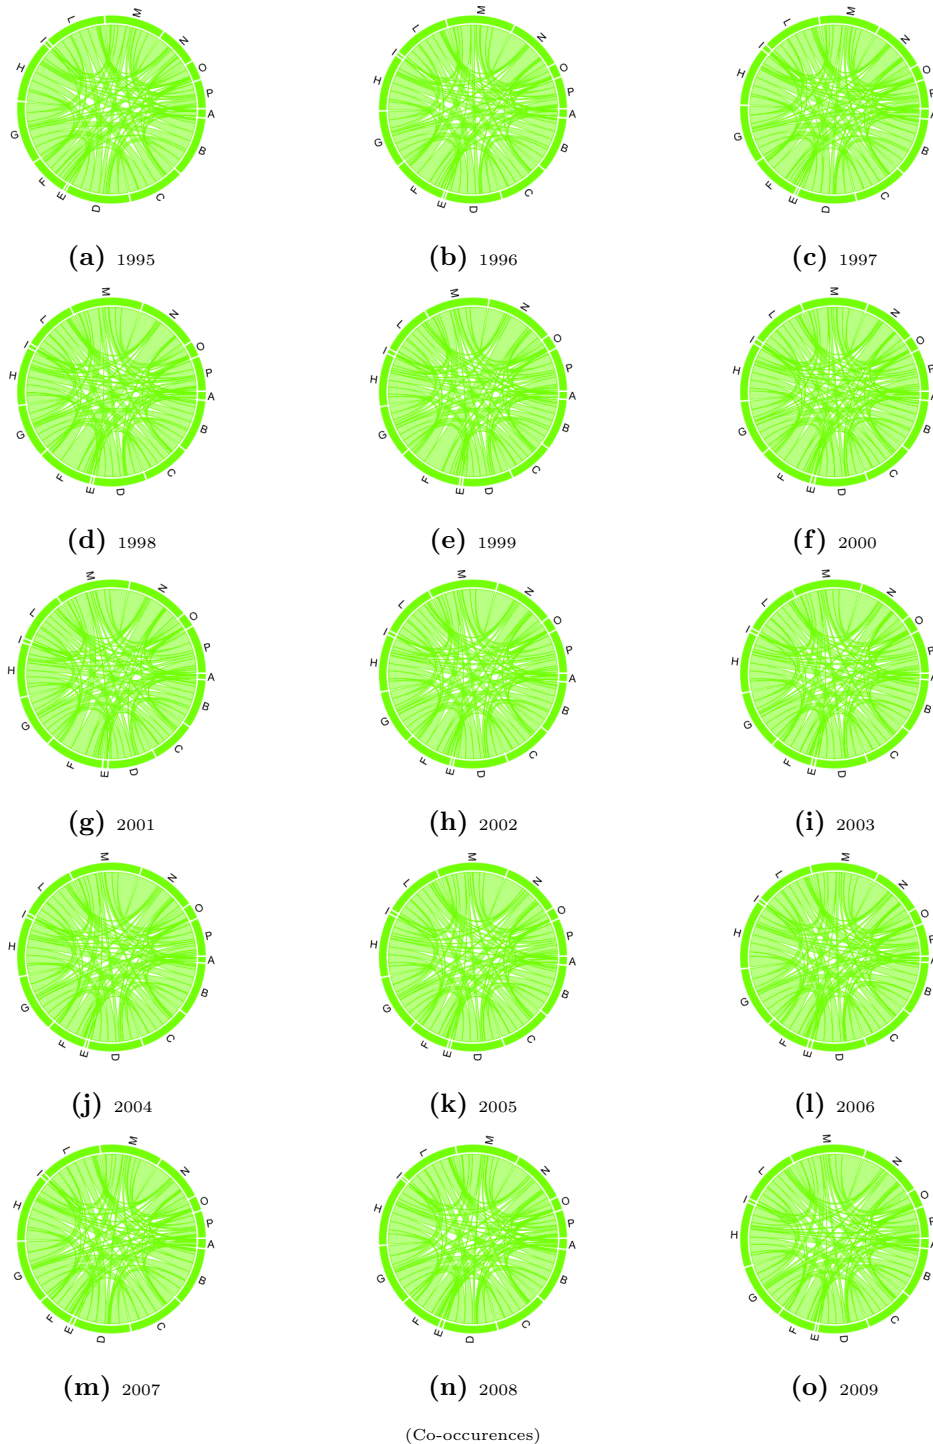 M
L N
I O
H P
A
G B
F C
E D
(a) 1995
M
L N
I O
H P
A
G B
F C
E D
(b) 1996
M
L N
I O
H P
A
G B
F C
E D
(c) 1997
M
L N
I O
H P
A
G B
F C
E D
(d) 1998
M
L N
I O
H P
A
G B
F C
E D
(e) 1999
M
L N
I O
H P
A
G B
F C
E D
(f) 2000
M
L N
I O
H P
A
G B
F C
E D
(g) 2001
M
L N
I O
H P
A
G B
F C
E D
(h) 2002
M
L N
I O
H P
A
G B
F C
E D
(i) 2003
M
L N
I O
H P
A
G B
F C
E D
(j) 2004
M
L N
I O
H P
A
G B
F C
E D
(k) 2005
M
L N
I O
H P
A
G B
F C
E D
(l) 2006
M
L N
I O
H P
A
G B
F C
E D
(m) 2007
M
L N
I O
H P
A
G B
F C
E D
(n) 2008
M
L N
I O
H P
A
G B
F C
E D
(o) 2009
(Co-occurences)